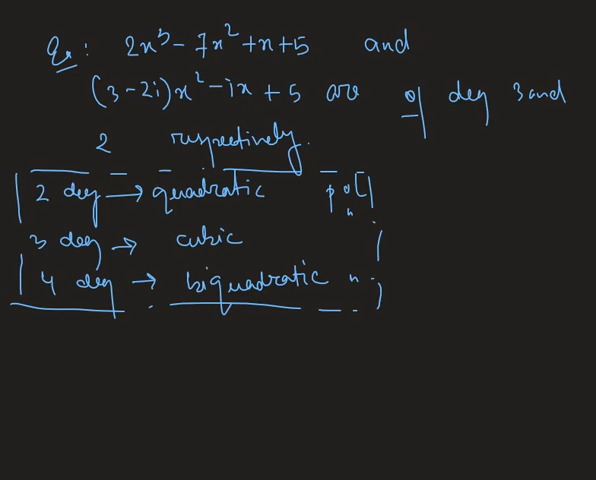 Ex: 2x³ - 7x² + x + 5 and
(3-2i)x² - ix + 5 are of deg 3 and
2 respectively.
2 deg → quadratic pol
3 deg → cubic "
4 deg → biquadratic "